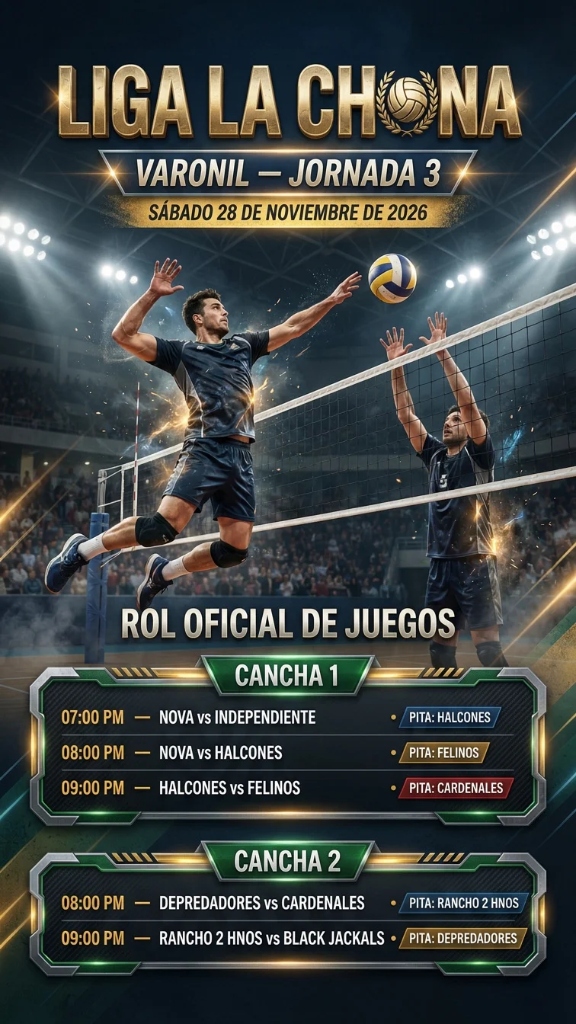 LIGA LA CHONA
VARONIL — JORNADA 3
SÁBADO 28 DE NOVIEMBRE DE 2026
5
ROL OFICIAL DE JUEGOS
CANCHA 1
07:00 PM — NOVA vs INDEPENDIENTE • PITA: HALCONES
08:00 PM — NOVA vs HALCONES • PITA: FELINOS
09:00 PM — HALCONES vs FELINOS • PITA: CARDENALES
CANCHA 2
08:00 PM — DEPREDADORES vs CARDENALES • PITA: RANCHO 2 HNOS
09:00 PM — RANCHO 2 HNOS vs BLACK JACKALS • PITA: DEPREDADORES